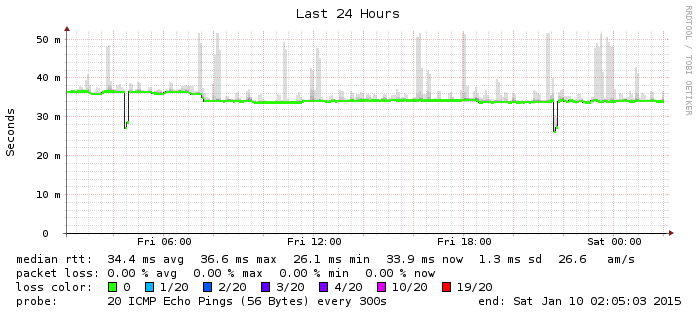 Last 24 Hours
RRDTOOL / TOBI OETIKER
Seconds
50 m
40 m
30 m
20 m
10 m
0
Fri 06:00 Fri 12:00 Fri 18:00 Sat 00:00
median rtt: 34.4 ms avg 36.6 ms max 26.1 ms min 33.9 ms now 1.3 ms sd 26.6 am/s
packet loss: 0.00 % avg 0.00 % max 0.00 % min 0.00 % now
loss color: 0 1/20 2/20 3/20 4/20 10/20 19/20
probe: 20 ICMP Echo Pings (56 Bytes) every 300s end: Sat Jan 10 02:05:03 2015